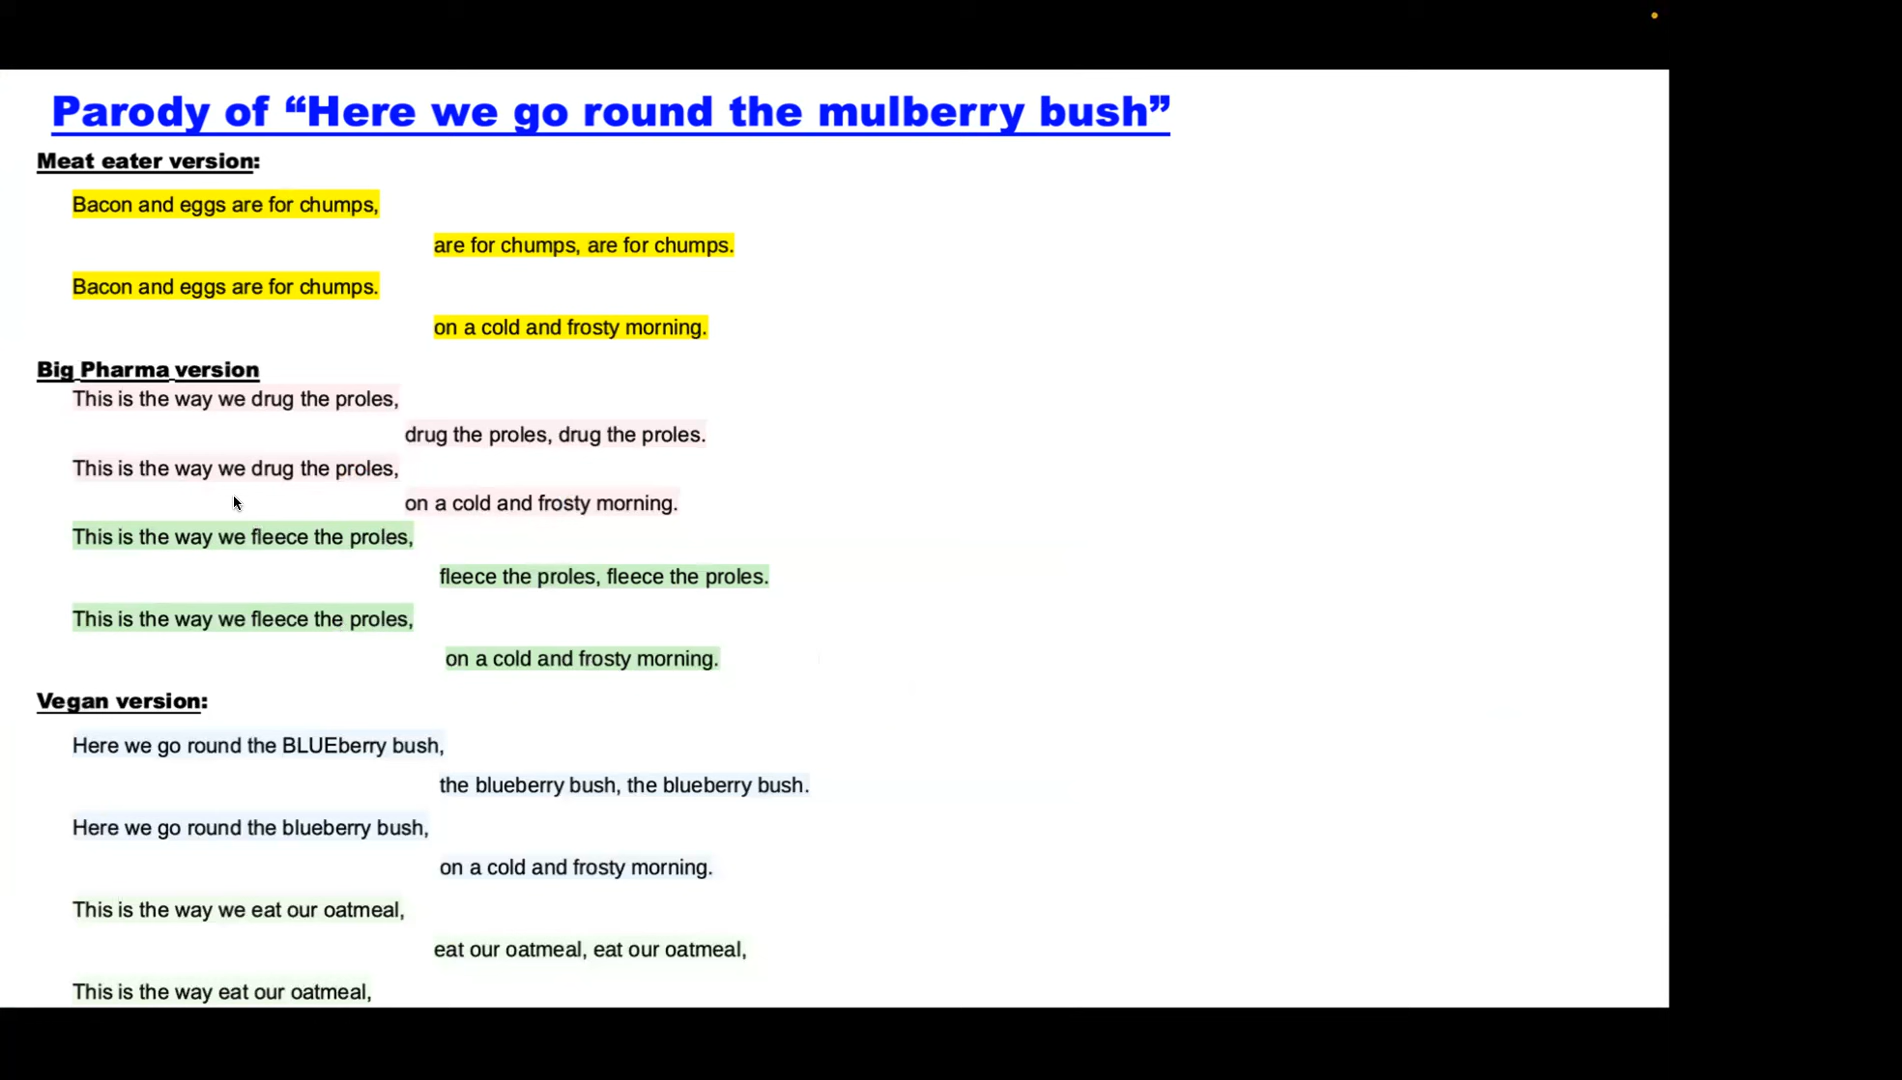 Parody of “Here we go round the mulberry bush”
Meat eater version:
Bacon and eggs are for chumps,
are for chumps, are for chumps.
Bacon and eggs are for chumps.
on a cold and frosty morning.
Big Pharma version
This is the way we drug the proles,
drug the proles, drug the proles.
This is the way we drug the proles,
on a cold and frosty morning.
This is the way we fleece the proles,
fleece the proles, fleece the proles.
This is the way we fleece the proles,
on a cold and frosty morning.
Vegan version:
Here we go round the BLUEberry bush,
the blueberry bush, the blueberry bush.
Here we go round the blueberry bush,
on a cold and frosty morning.
This is the way we eat our oatmeal,
eat our oatmeal, eat our oatmeal,
This is the way eat our oatmeal,